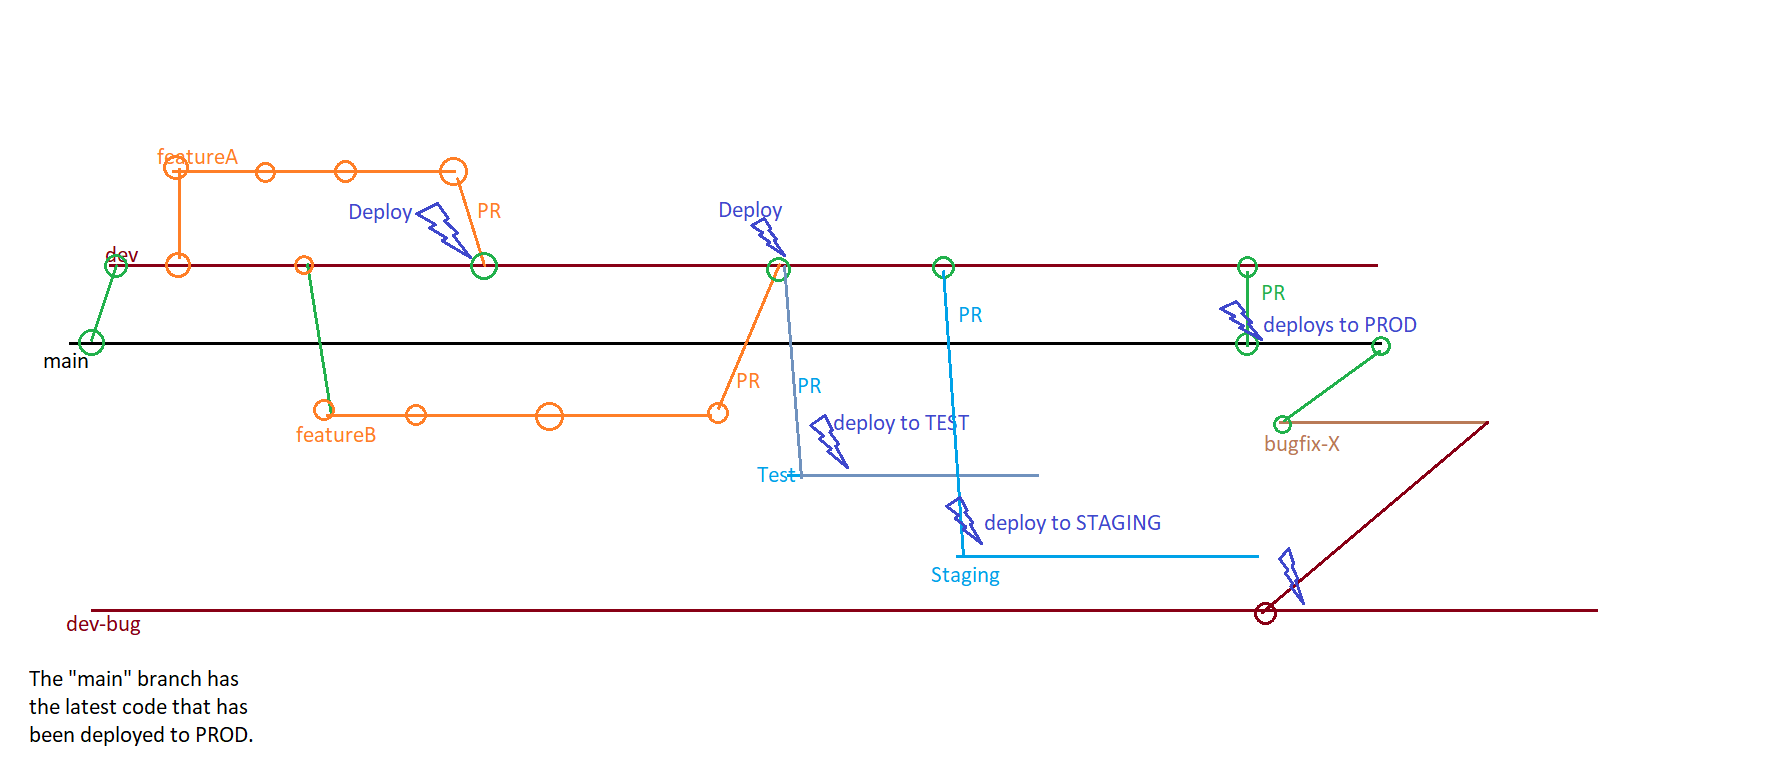 featureA
Deploy
PR
Deploy
dev
PR
PR
deploys to PROD
main
PR
PR
deploy to TEST
featureB
bugfix-X
Test
deploy to STAGING
Staging
dev-bug
The "main" branch has
the latest code that has
been deployed to PROD.